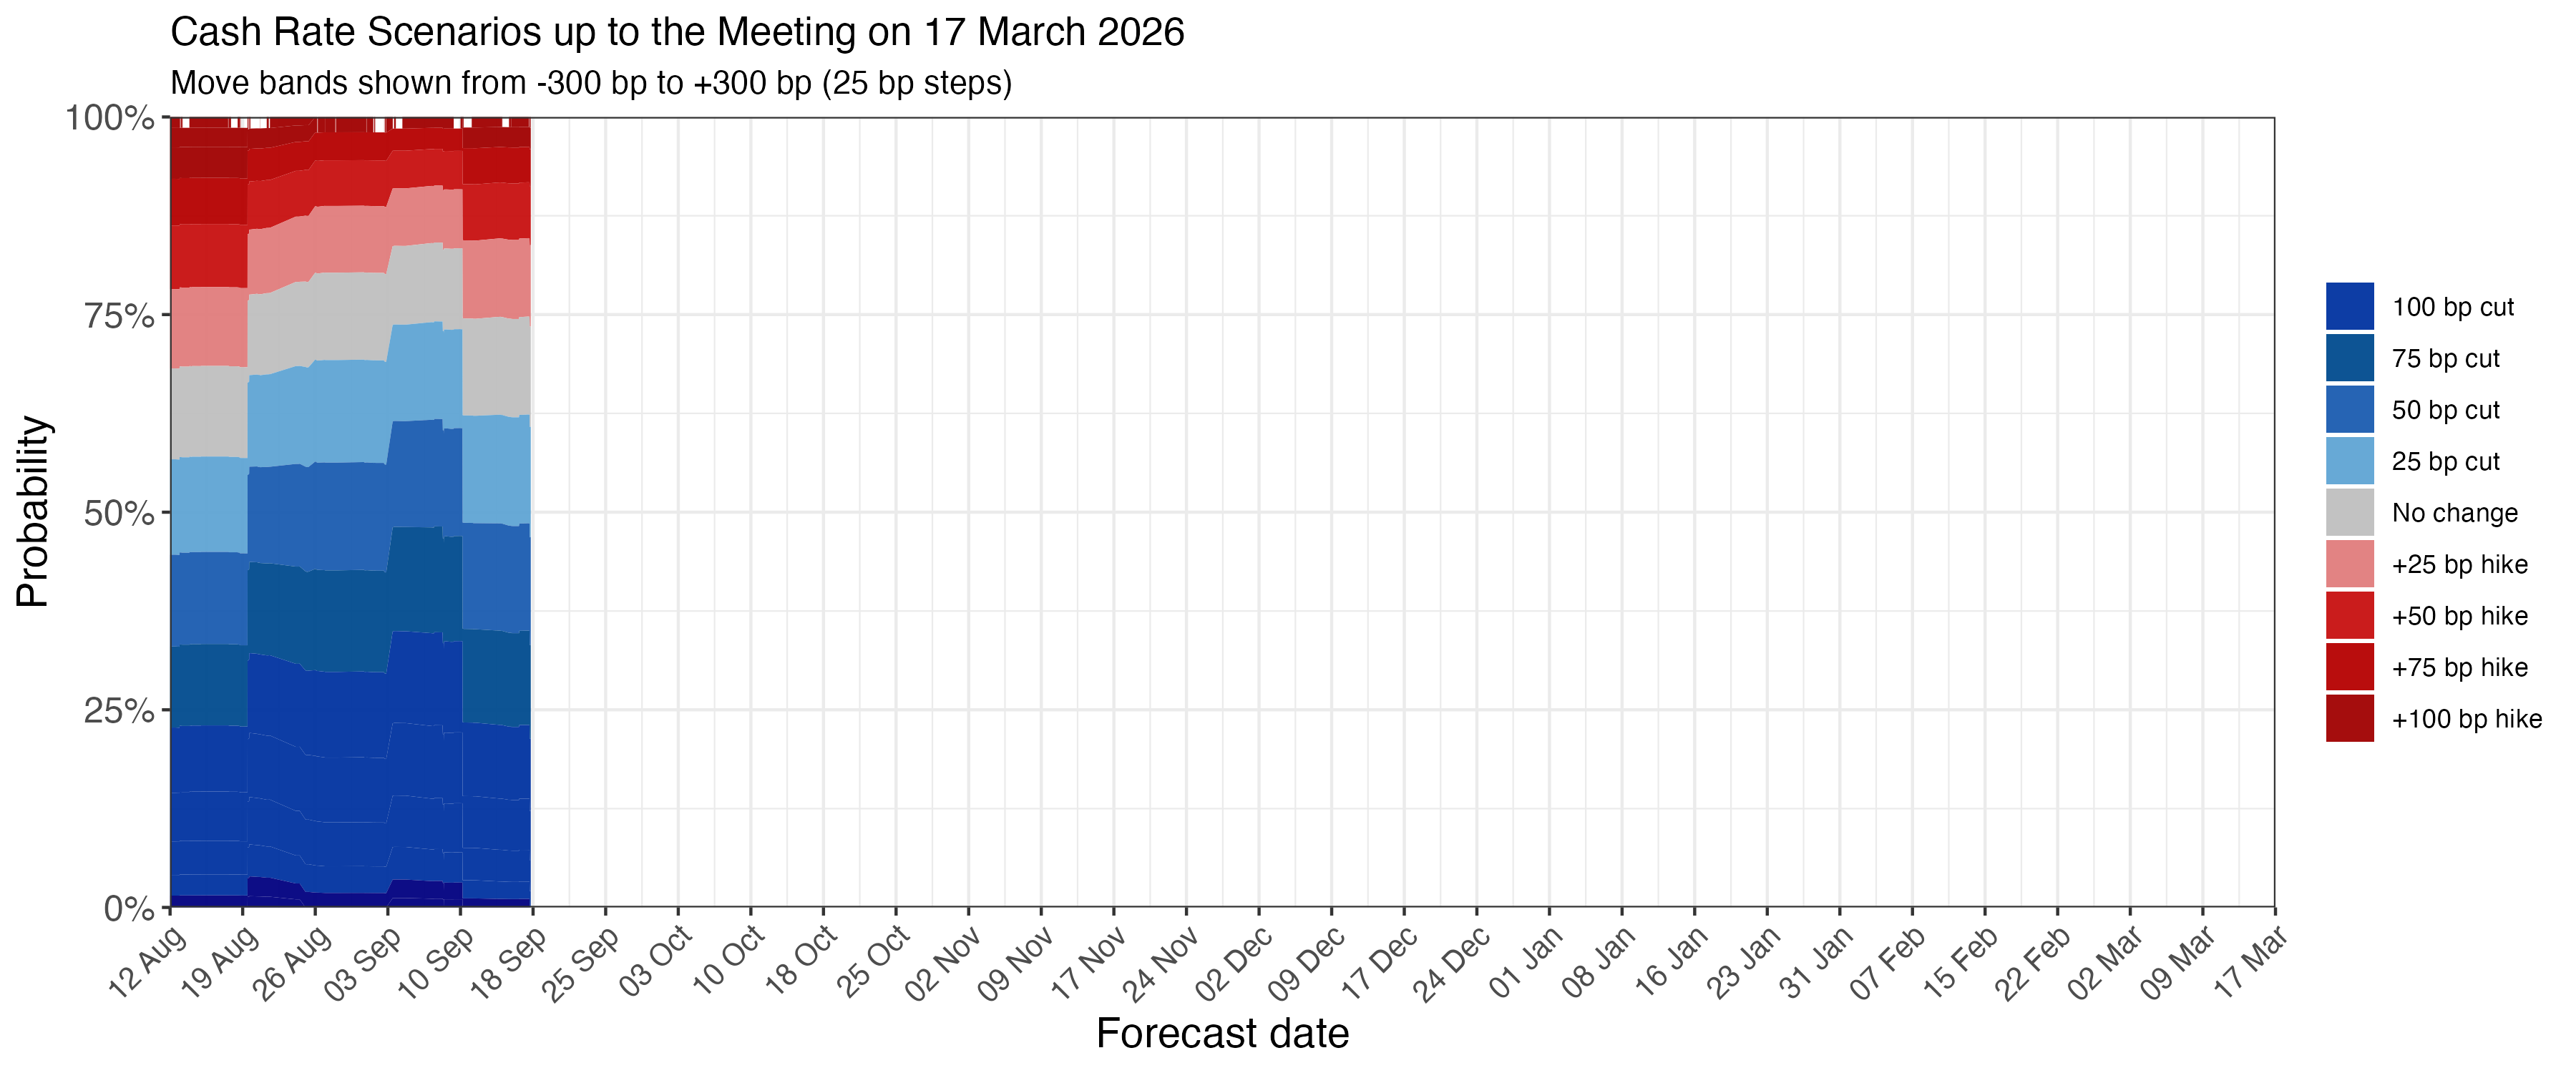 Cash Rate Scenarios up to the Meeting on 17 March 2026
Move bands shown from -300 bp to +300 bp (25 bp steps)
Probability
100%
75%
50%
25%
0%
12 Aug
19 Aug
26 Aug
03 Sep
10 Sep
18 Sep
25 Sep
03 Oct
10 Oct
18 Oct
25 Oct
02 Nov
09 Nov
17 Nov
24 Nov
02 Dec
09 Dec
17 Dec
24 Dec
01 Jan
08 Jan
16 Jan
23 Jan
31 Jan
07 Feb
15 Feb
22 Feb
02 Mar
09 Mar
17 Mar
Forecast date
100 bp cut
75 bp cut
50 bp cut
25 bp cut
No change
+25 bp hike
+50 bp hike
+75 bp hike
+100 bp hike